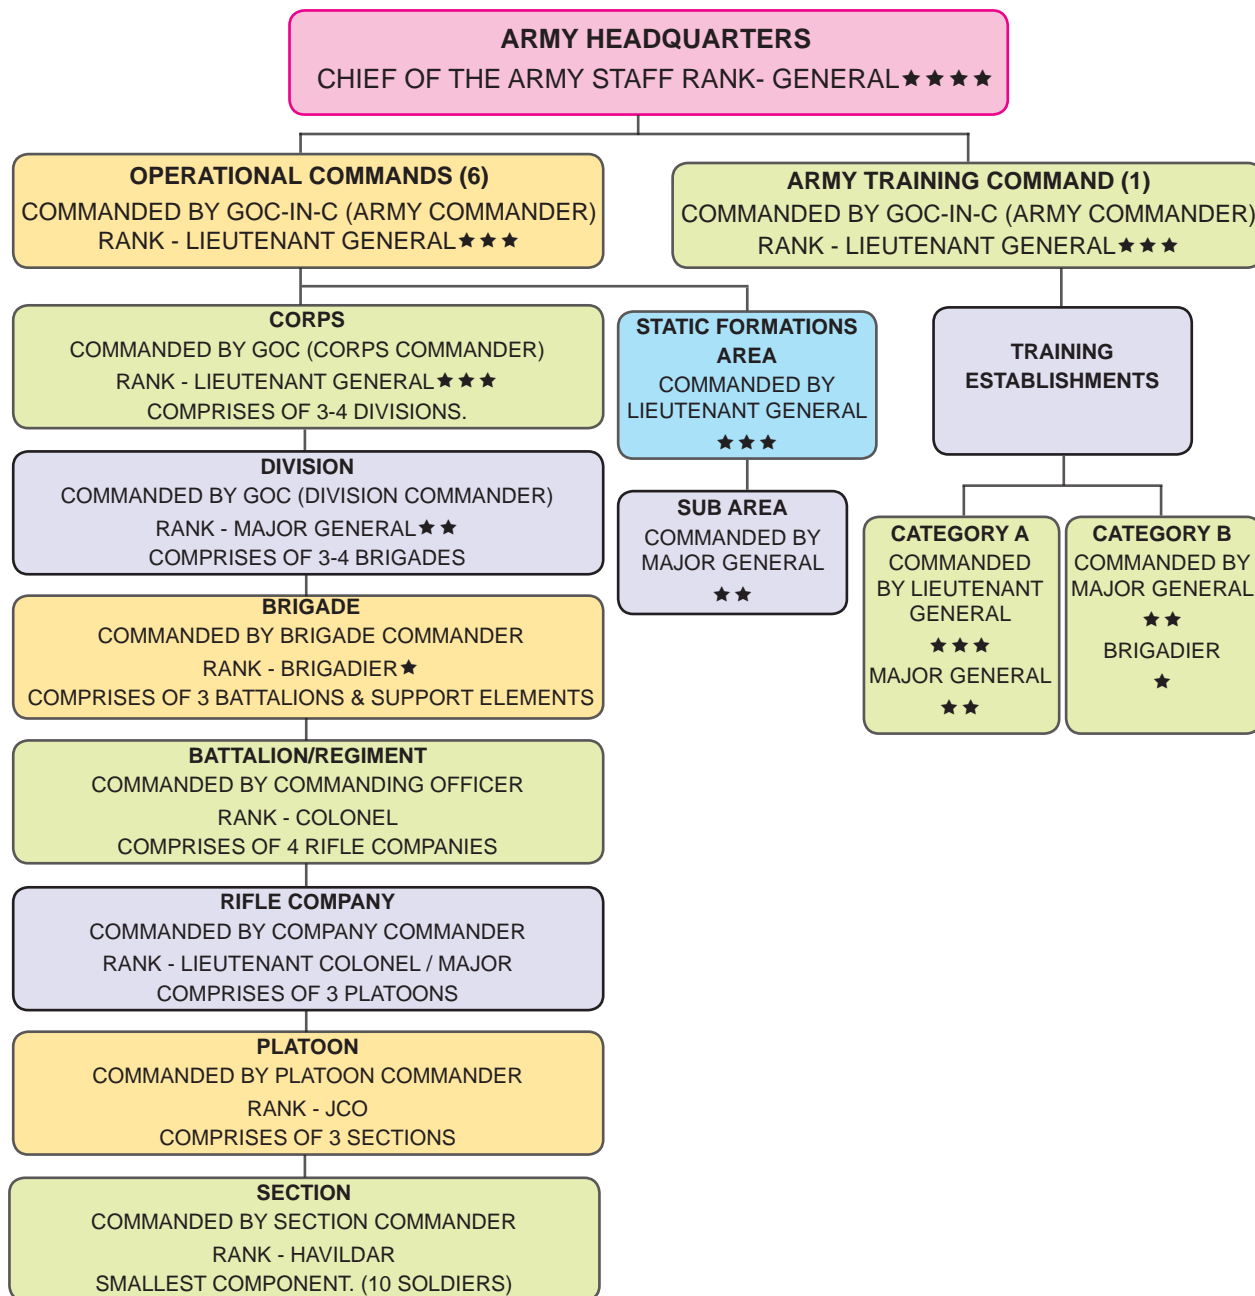 ARMY HEADQUARTERS
CHIEF OF THE ARMY STAFF RANK- GENERAL★★★★
OPERATIONAL COMMANDS (6)
COMMANDED BY GOC-IN-C (ARMY COMMANDER)
RANK - LIEUTENANT GENERAL★★★
ARMY TRAINING COMMAND (1)
COMMANDED BY GOC-IN-C (ARMY COMMANDER)
RANK - LIEUTENANT GENERAL★★★
CORPS
COMMANDED BY GOC (CORPS COMMANDER)
RANK - LIEUTENANT GENERAL★★★
COMPRISES OF 3-4 DIVISIONS.
STATIC FORMATIONS
AREA
COMMANDED BY
LIEUTENANT GENERAL
★★★
TRAINING
ESTABLISHMENTS
DIVISION
COMMANDED BY GOC (DIVISION COMMANDER)
RANK - MAJOR GENERAL★★
COMPRISES OF 3-4 BRIGADES
SUB AREA
COMMANDED BY
MAJOR GENERAL
★★
CATEGORY A
COMMANDED
BY LIEUTENANT
GENERAL
★★★
MAJOR GENERAL
★★
CATEGORY B
COMMANDED BY
MAJOR GENERAL
★★
BRIGADIER
★
BRIGADE
COMMANDED BY BRIGADE COMMANDER
RANK - BRIGADIER★
COMPRISES OF 3 BATTALIONS & SUPPORT ELEMENTS
BATTALION/REGIMENT
COMMANDED BY COMMANDING OFFICER
RANK - COLONEL
COMPRISES OF 4 RIFLE COMPANIES
RIFLE COMPANY
COMMANDED BY COMPANY COMMANDER
RANK - LIEUTENANT COLONEL / MAJOR
COMPRISES OF 3 PLATOONS
PLATOON
COMMANDED BY PLATOON COMMANDER
RANK - JCO
COMPRISES OF 3 SECTIONS
SECTION
COMMANDED BY SECTION COMMANDER
RANK - HAVILDAR
SMALLEST COMPONENT. (10 SOLDIERS)